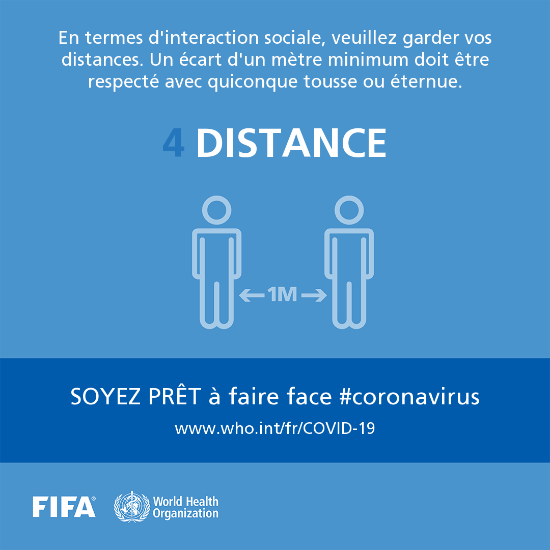 En termes d'interaction sociale, veuillez garder vos
distances. Un écart d'un mètre minimum doit être
respecté avec quiconque tousse ou éternue.
4 DISTANCE
1M
SOYEZ PRÊT à faire face #coronavirus
www.who.int/fr/COVID-19
FIFA®
World Health
Organization